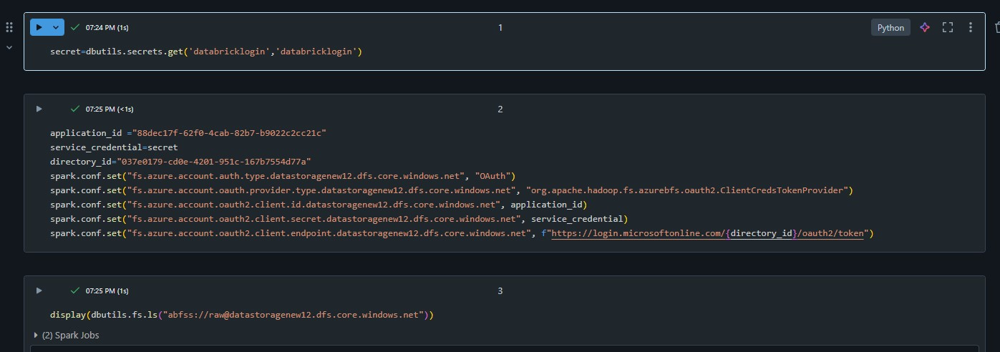 07:24 PM (1s)
1
Python
secret=dbutils.secrets.get('databricklogin','databricklogin')
07:25 PM (<1s)
2
application_id ="88dec17f-62f0-4cab-82b7-b9022c2cc21c"
service_credential=secret
directory_id="037e0179-cd0e-4201-951c-167b7554d77a"
spark.conf.set("fs.azure.account.auth.type.datastoragenew12.dfs.core.windows.net", "OAuth")
spark.conf.set("fs.azure.account.oauth.provider.type.datastoragenew12.dfs.core.windows.net", "org.apache.hadoop.fs.azurebfs.oauth2.ClientCredsTokenProvider")
spark.conf.set("fs.azure.account.oauth2.client.id.datastoragenew12.dfs.core.windows.net", application_id)
spark.conf.set("fs.azure.account.oauth2.client.secret.datastoragenew12.dfs.core.windows.net", service_credential)
spark.conf.set("fs.azure.account.oauth2.client.endpoint.datastoragenew12.dfs.core.windows.net", f"https://login.microsoftonline.com/{directory_id}/oauth2/token")
07:25 PM (1s)
3
display(dbutils.fs.ls("abfss://raw@datastoragenew12.dfs.core.windows.net"))
(2) Spark Jobs